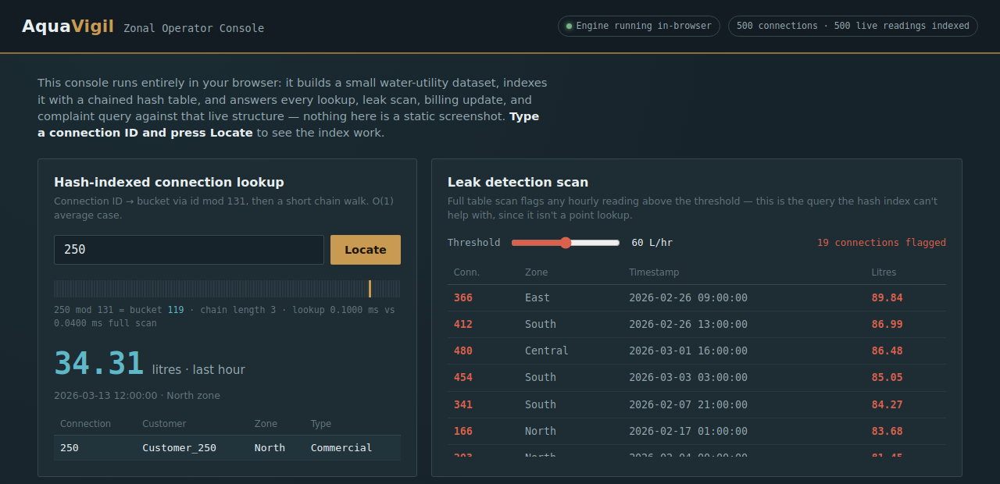 AquaVigil Zonal Operator Console
Engine running in-browser
500 connections · 500 live readings indexed
This console runs entirely in your browser: it builds a small water-utility dataset, indexes
it with a chained hash table, and answers every lookup, leak scan, billing update, and
complaint query against that live structure — nothing here is a static screenshot. Type
a connection ID and press Locate to see the index work.
Hash-indexed connection lookup
Connection ID → bucket via id mod 131, then a short chain walk. O(1)
average case.
250
Locate
250 mod 131 = bucket 119 · chain length 3 · lookup 0.1000 ms vs
0.0400 ms full scan
34.31 litres · last hour
2026-03-13 12:00:00 · North zone
Connection Customer Zone Type
250 Customer_250 North Commercial
Leak detection scan
Full table scan flags any hourly reading above the threshold — this is the query the hash index can't
help with, since it isn't a point lookup.
Threshold 60 L/hr 19 connections flagged
Conn. Zone Timestamp Litres
366 East 2026-02-26 09:00:00 89.84
412 South 2026-02-26 13:00:00 86.99
480 Central 2026-03-01 16:00:00 86.48
454 South 2026-03-03 03:00:00 85.05
341 South 2026-02-07 21:00:00 84.27
166 North 2026-02-17 01:00:00 83.68
North